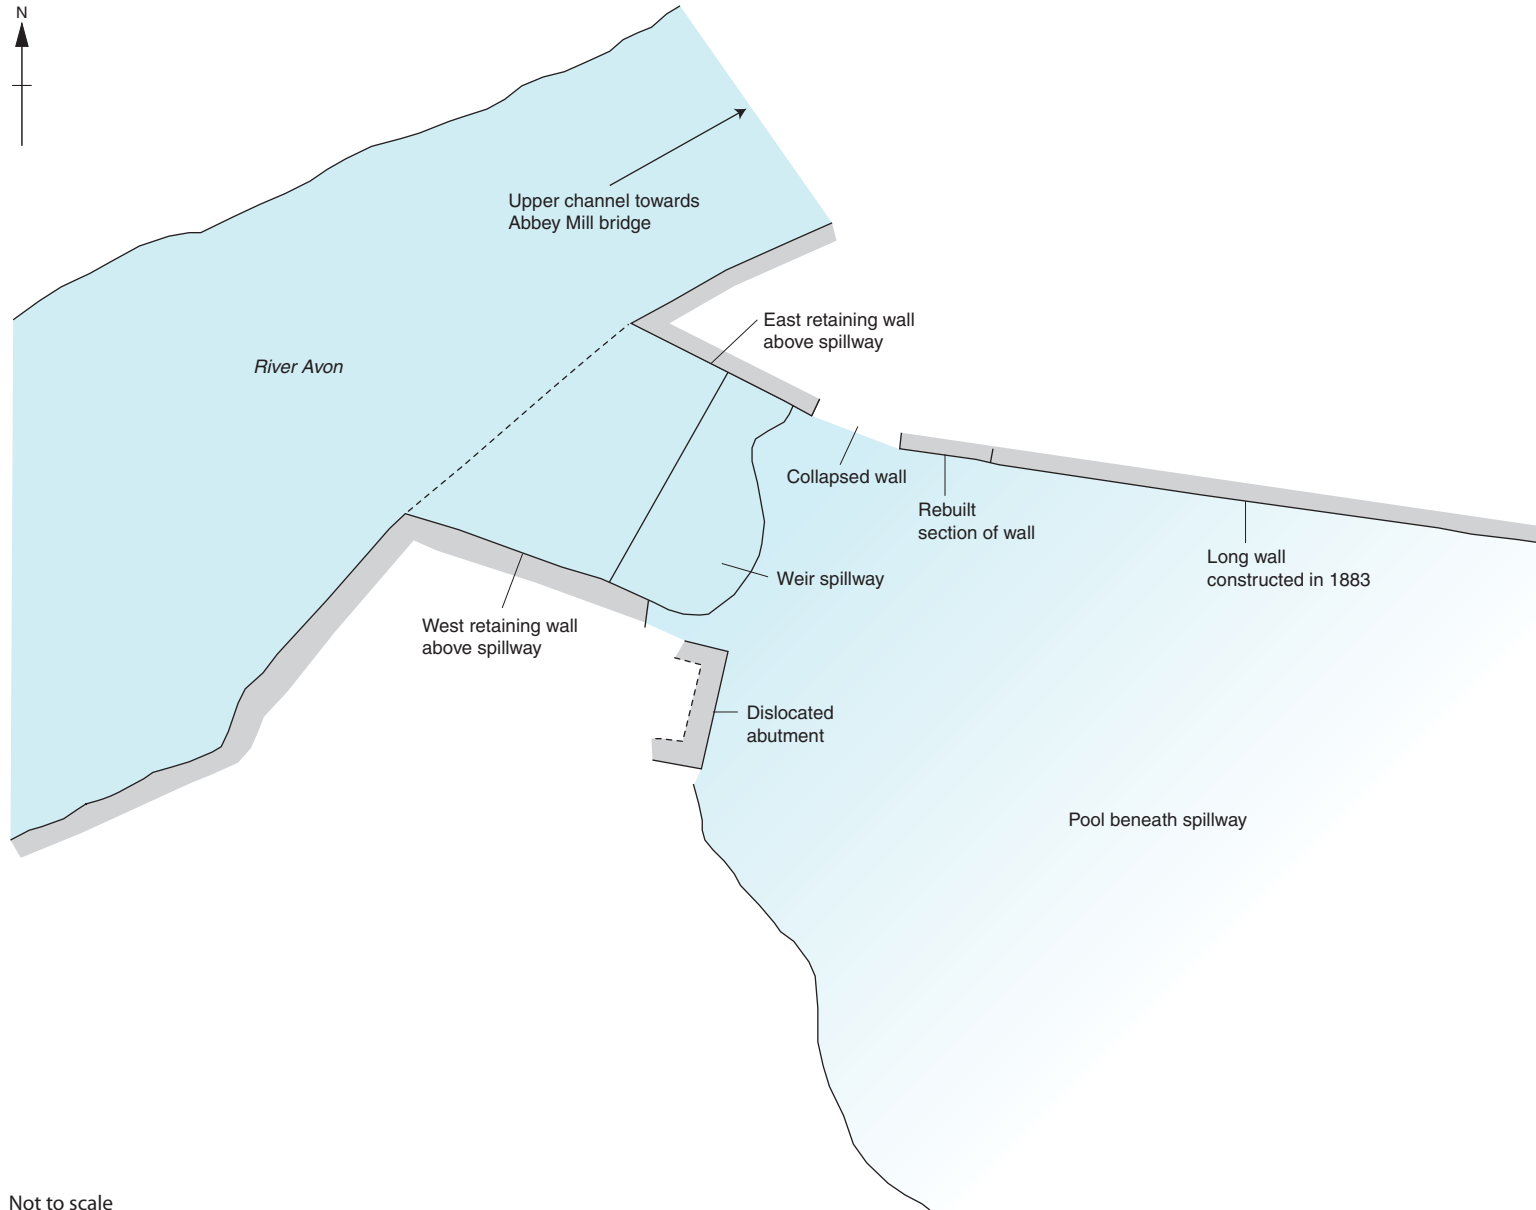 N
Upper channel towards
Abbey Mill bridge
East retaining wall
above spillway
River Avon
Collapsed wall
Rebuilt
section of wall
Long wall
constructed in 1883
Weir spillway
West retaining wall
above spillway
Dislocated
abutment
Pool beneath spillway
Not to scale